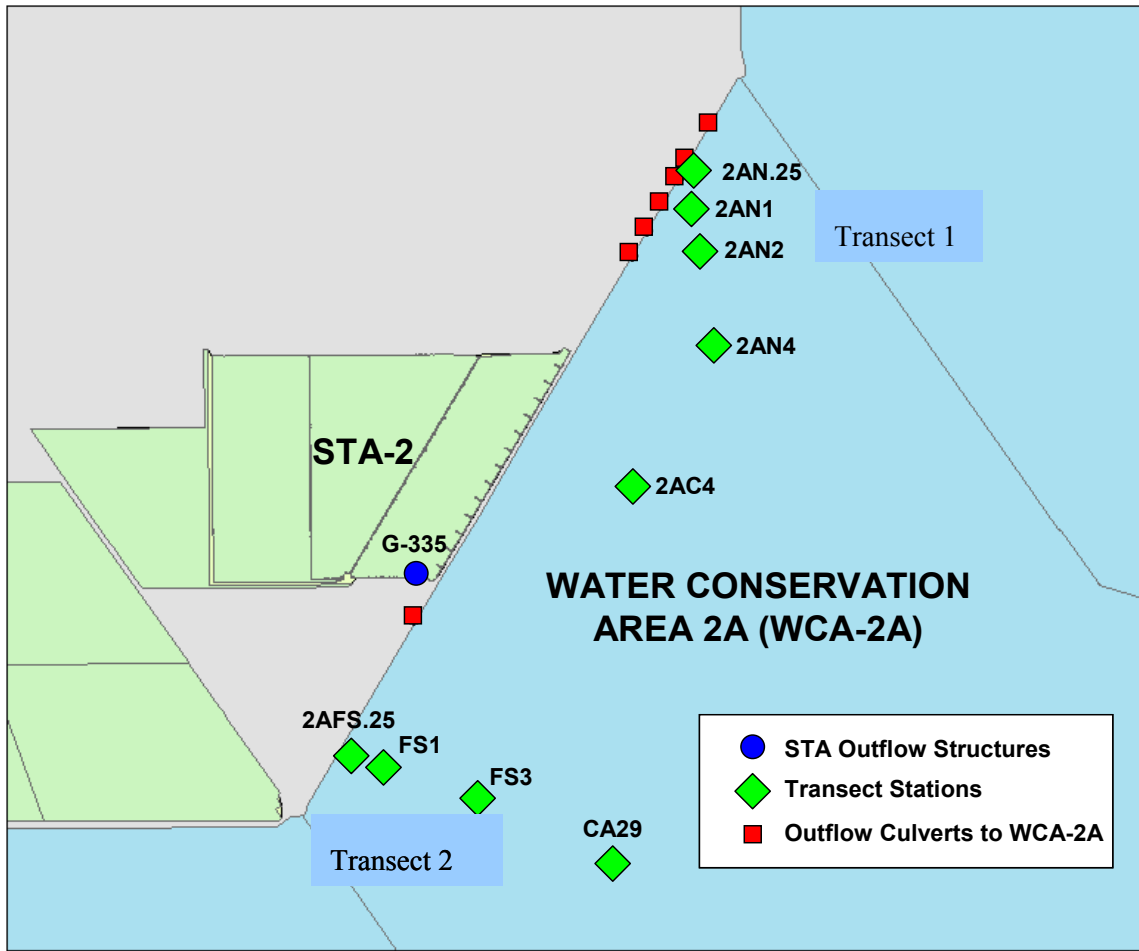 2AN.25
2AN1
Transect 1
2AN2
2AN4
STA-2
2AC4
G-335
WATER CONSERVATION
AREA 2A (WCA-2A)
2AFS.25
FS1
FS3
CA29
Transect 2
STA Outflow Structures
Transect Stations
Outflow Culverts to WCA-2A